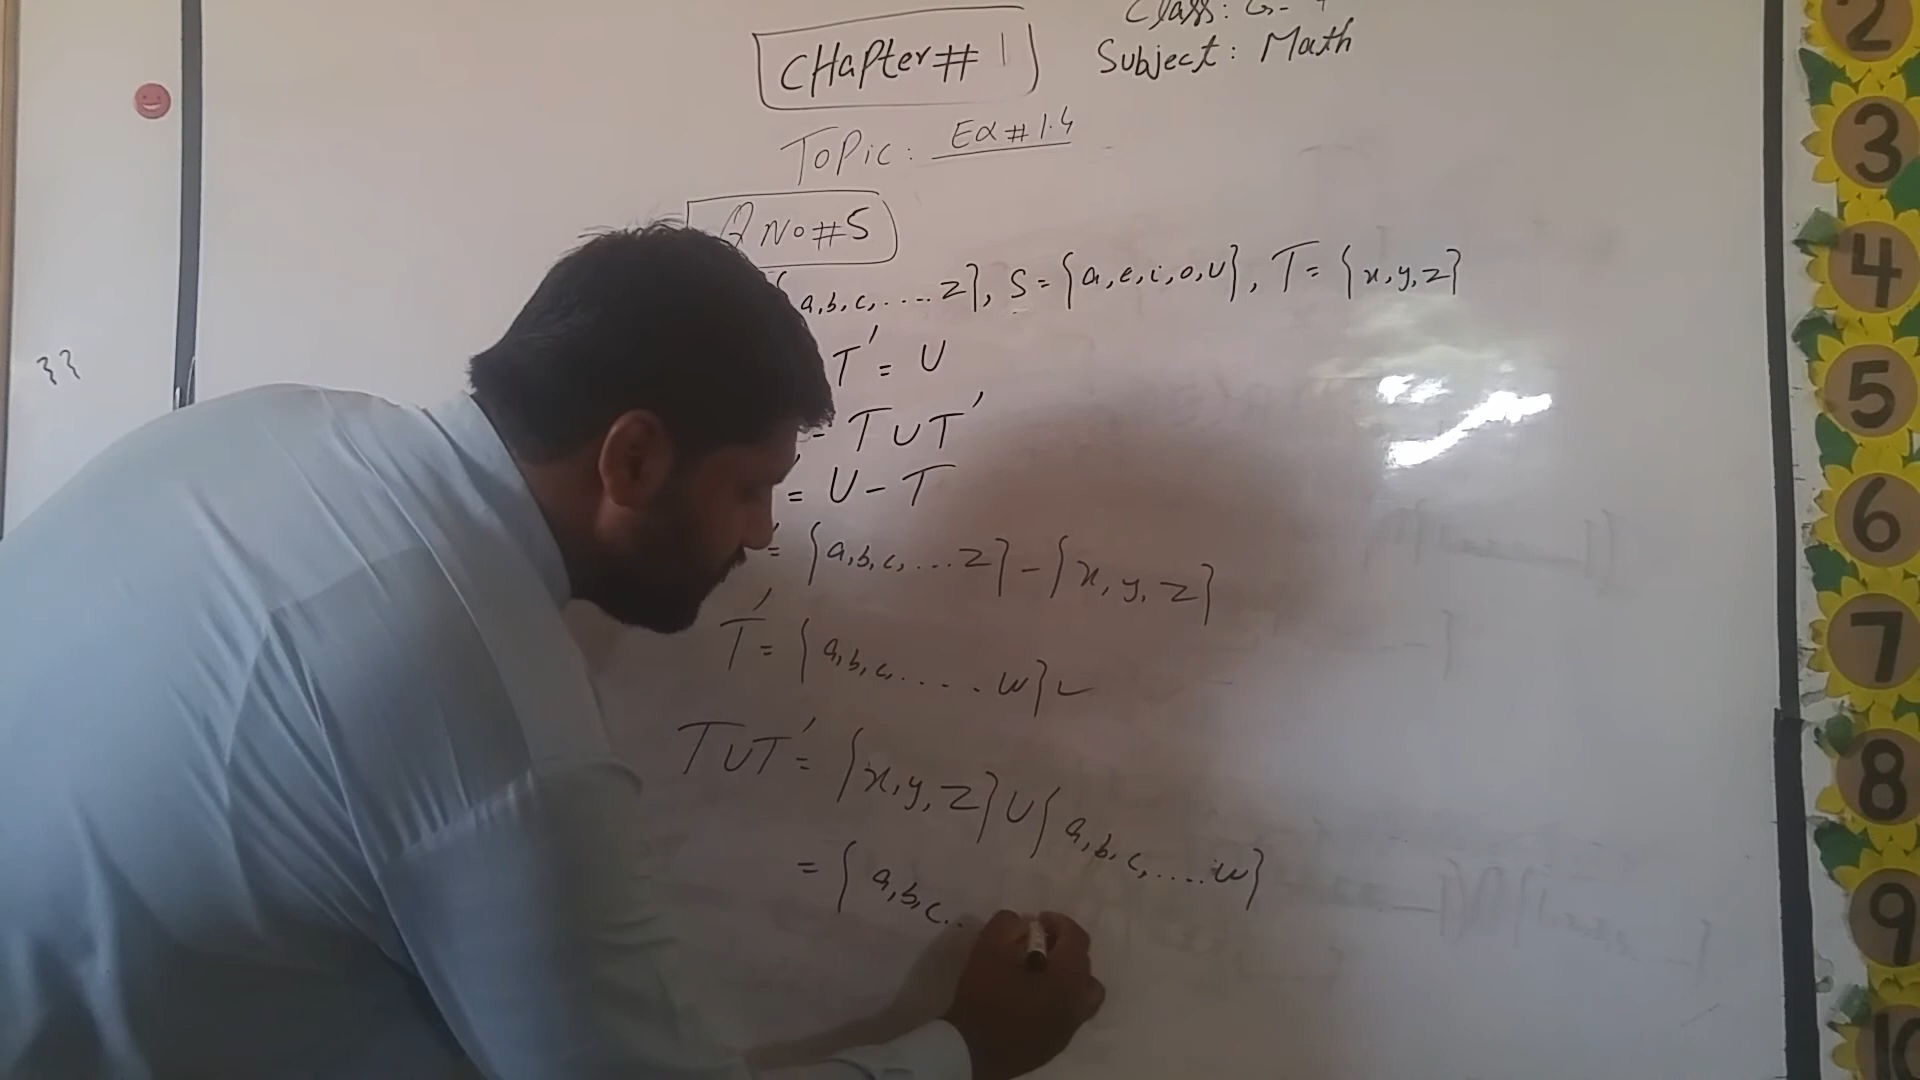 Class:
Subject: Math
CHapter# 1
Topic: Ex#1.4
Q No#5
{a,b,c,....z}, S={a,e,i,o,u}, T={x,y,z}
T'=U
- T∪T'
= U-T
'= {a,b,c,...z}-{x,y,z}
T'= {a,b,c,.....w}
T∪T'= {x,y,z}∪{a,b,c,....w}
= {a,b,c..
2
3
4
5
6
7
8
9
10